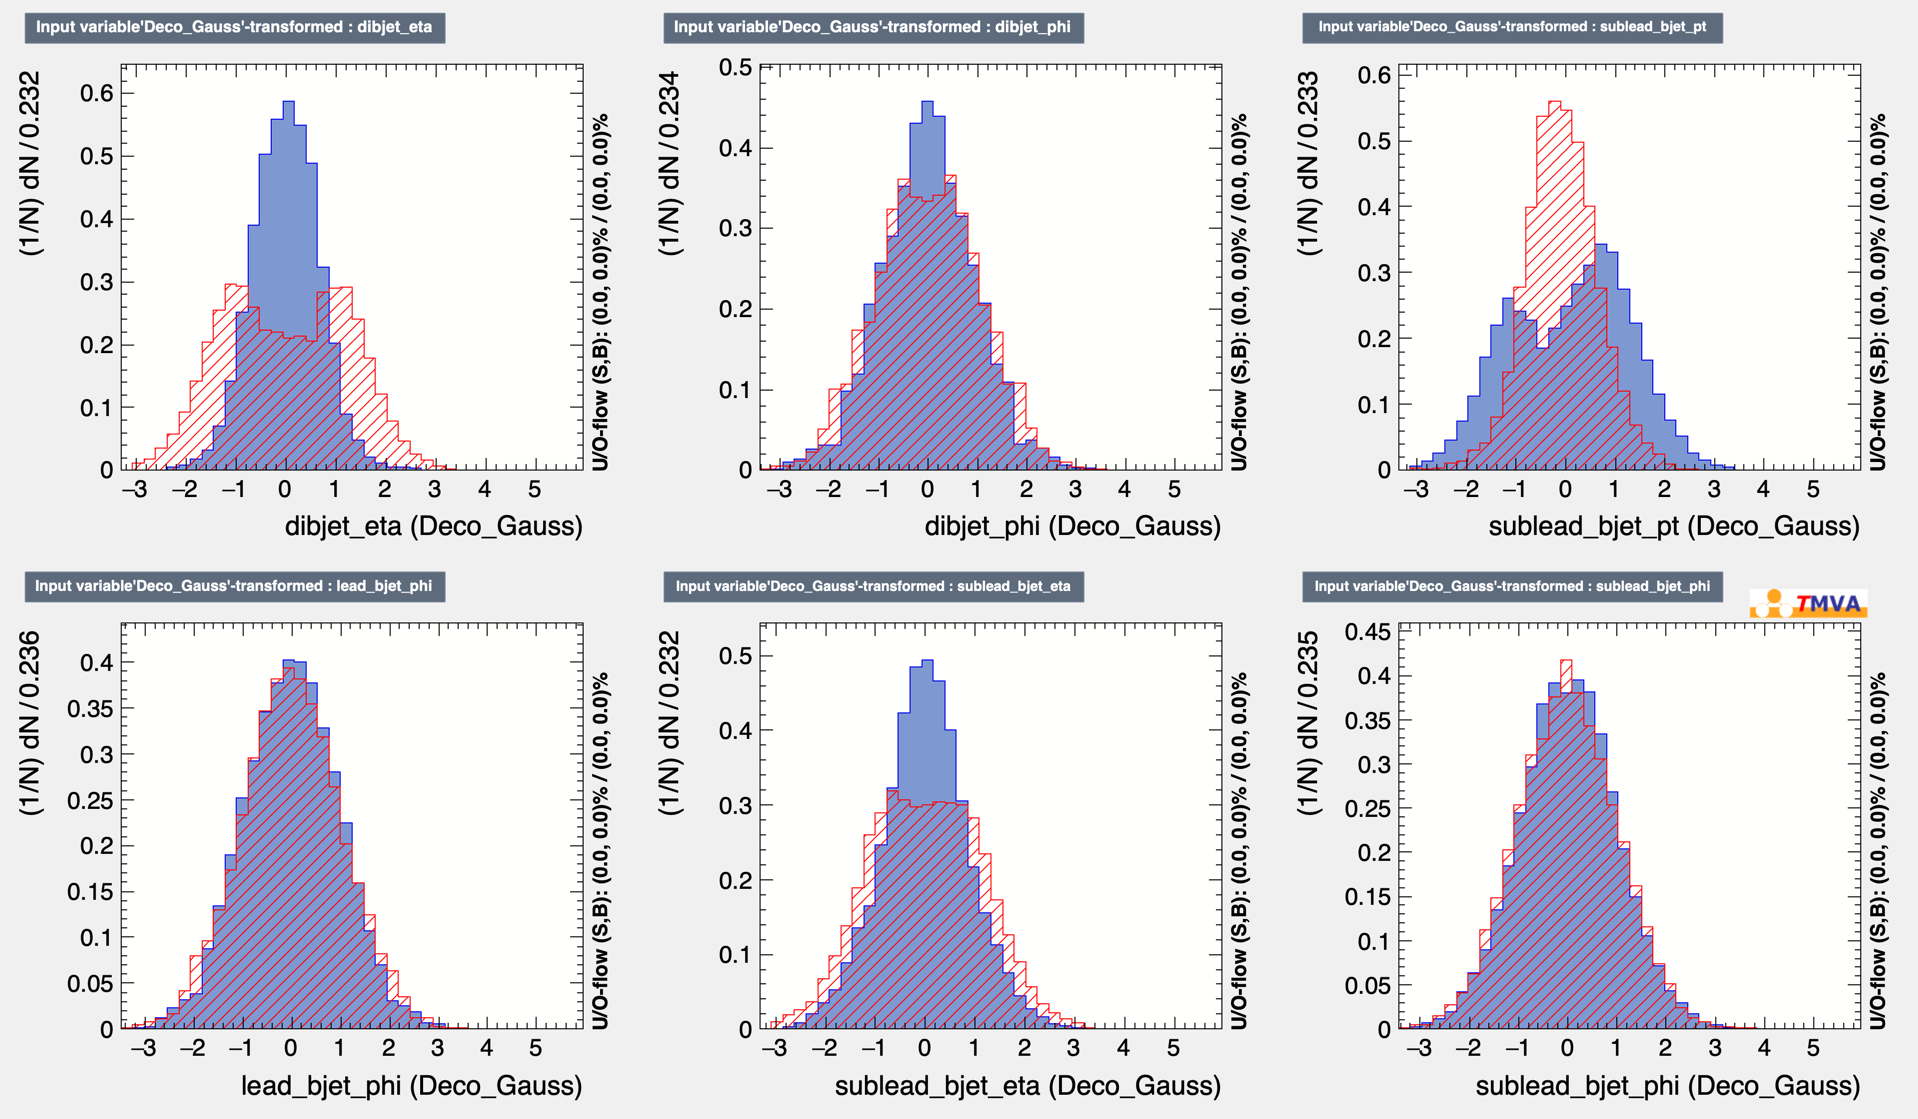 Input variable'Deco_Gauss'-transformed : dibjet_eta
(1/N) dN / 0.232
0.6
0.5
0.4
0.3
0.2
0.1
0
−3 −2 −1 0 1 2 3 4 5
dibjet_eta (Deco_Gauss)
U/O-flow (S,B): (0.0, 0.0)% / (0.0, 0.0)%
Input variable'Deco_Gauss'-transformed : dibjet_phi
(1/N) dN / 0.234
0.5
0.4
0.3
0.2
0.1
0
−3 −2 −1 0 1 2 3 4 5
dibjet_phi (Deco_Gauss)
U/O-flow (S,B): (0.0, 0.0)% / (0.0, 0.0)%
Input variable'Deco_Gauss'-transformed : sublead_bjet_pt
(1/N) dN / 0.233
0.6
0.5
0.4
0.3
0.2
0.1
0
−3 −2 −1 0 1 2 3 4 5
sublead_bjet_pt (Deco_Gauss)
U/O-flow (S,B): (0.0, 0.0)% / (0.0, 0.0)%
Input variable'Deco_Gauss'-transformed : lead_bjet_phi
(1/N) dN / 0.236
0.4
0.35
0.3
0.25
0.2
0.15
0.1
0.05
0
−3 −2 −1 0 1 2 3 4 5
lead_bjet_phi (Deco_Gauss)
U/O-flow (S,B): (0.0, 0.0)% / (0.0, 0.0)%
Input variable'Deco_Gauss'-transformed : sublead_bjet_eta
(1/N) dN / 0.232
0.5
0.4
0.3
0.2
0.1
0
−3 −2 −1 0 1 2 3 4 5
sublead_bjet_eta (Deco_Gauss)
U/O-flow (S,B): (0.0, 0.0)% / (0.0, 0.0)%
Input variable'Deco_Gauss'-transformed : sublead_bjet_phi
TMVA
(1/N) dN / 0.235
0.45
0.4
0.35
0.3
0.25
0.2
0.15
0.1
0.05
0
−3 −2 −1 0 1 2 3 4 5
sublead_bjet_phi (Deco_Gauss)
U/O-flow (S,B): (0.0, 0.0)% / (0.0, 0.0)%